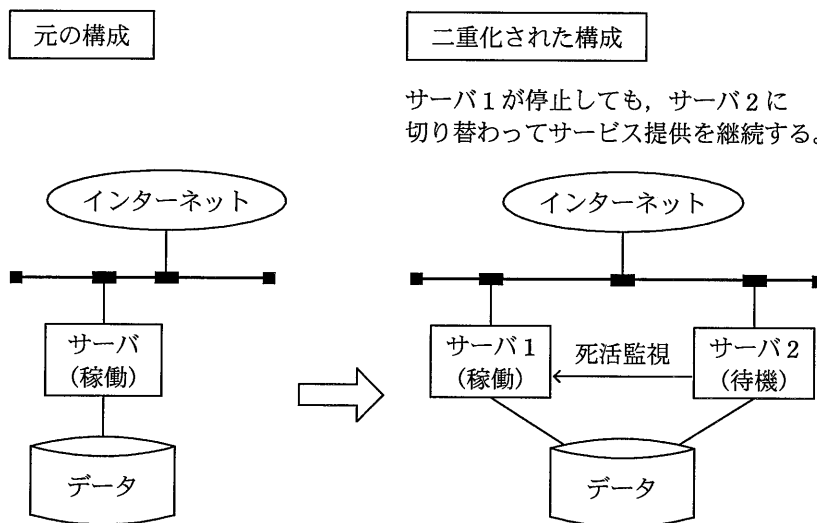 元の構成
二重化された構成
サーバ1が停止しても，サーバ2に
切り替わってサービス提供を継続する。
インターネット
インターネット
サーバ
(稼働)
サーバ1
(稼働)
死活監視
サーバ2
(待機)
データ
データ